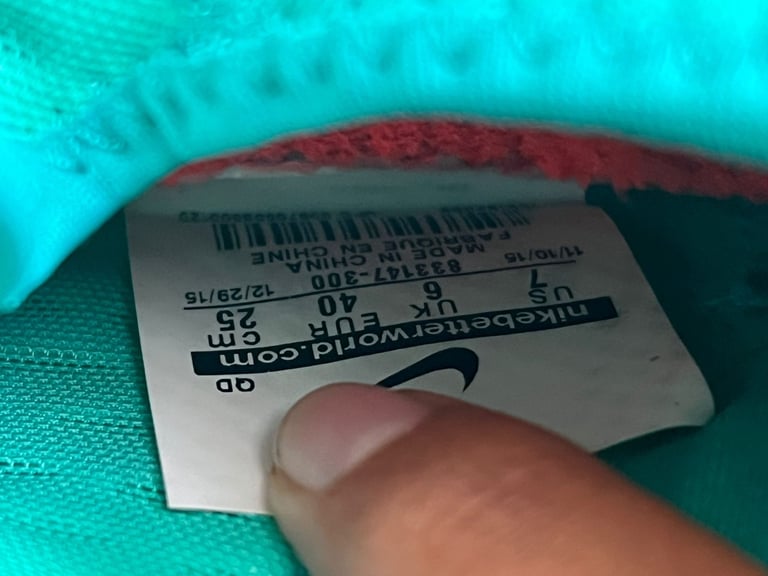 QD
nikebetterworld.com
US UK EUR cm
7 6 40 25
11/10/15 12/29/15
833147-300
MADE IN CHINA
FABRIQUE EN CHINE